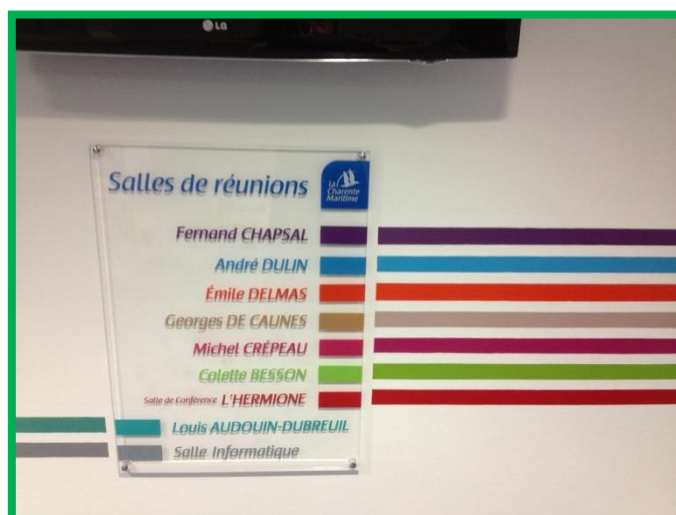 LG
Salles de réunions
La
Charente
Maritime
Fernand CHAPSAL
André DULIN
Émile DELMAS
Georges DE CAUNES
Michel CRÉPEAU
Colette BESSON
Salle de Conférence L'HERMIONE
Louis AUDOUIN-DUBREUIL
Salle Informatique